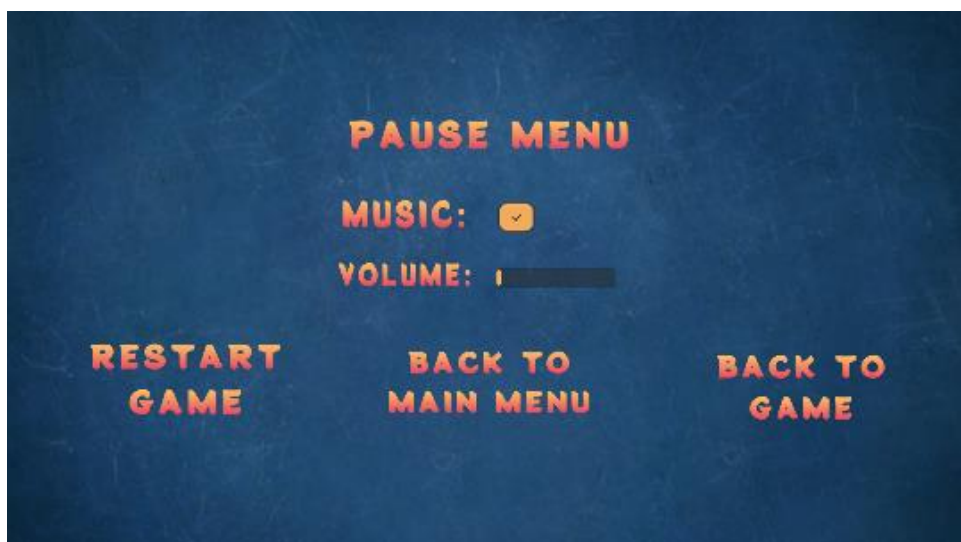 PAUSE MENU
MUSIC:
VOLUME:
RESTART
GAME
BACK TO
MAIN MENU
BACK TO
GAME